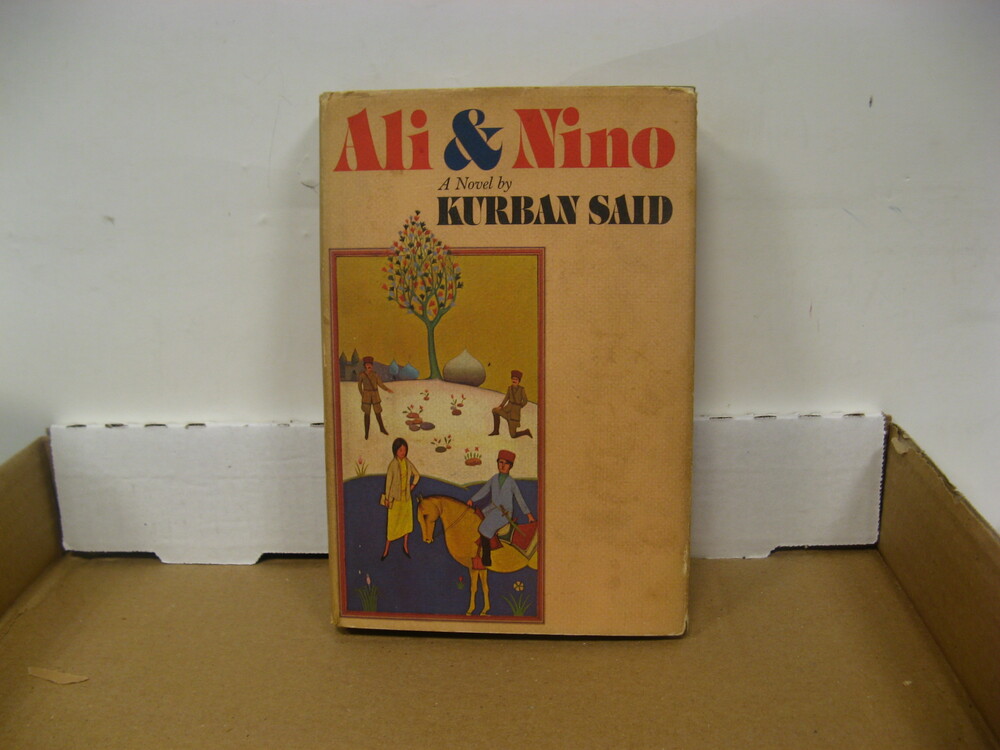 Ali & Nino
A Novel by
KURBAN SAID